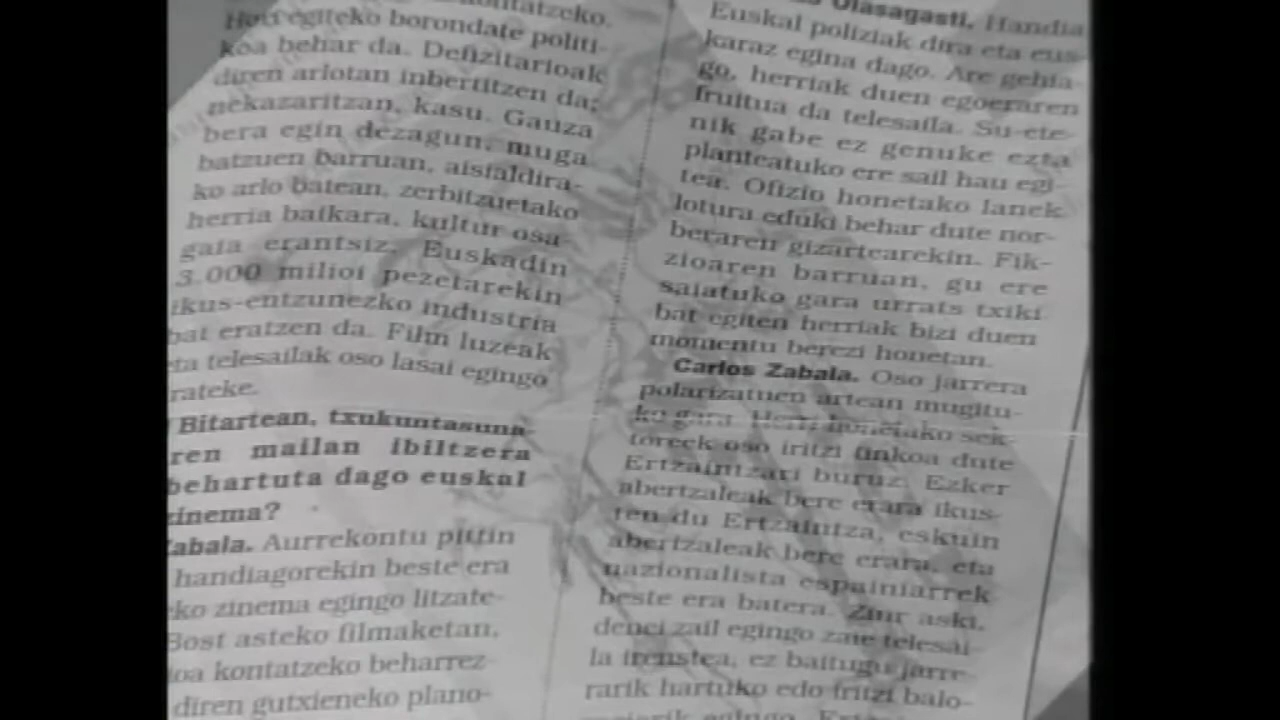 Hori egiteko borondate politi-
koa behar da. Defizitarioak
diren arlotan inbertitzen da;
nekazaritzan, kasu. Gauza
bera egin dezagun, muga
batzuen barruan, aisialdira-
ko arlo batean, zerbitzuetako
herria baikara, kultur osa-
gaia erantsiz. Euskadin
3.000 milioi pezetarekin
ikus-entzunezko industria
bat eratzen da. Film luzeak
eta telesailak oso lasai egingo
rateke.
Bitartean, txukuntasuna-
ren mailan ibiltzera
behartuta dago euskal
zinema?
Zabala. Aurrekontu pittin
handiagorekin beste era
ko zinema egingo litzate-
Bost asteko filmaketan,
kontatzeko beharrez-
diren gutxieneko plano-
Olasagasti. Handia
Euskal poliziak dira eta eus-
karaz egina dago. Are gehia-
go, herriak duen egoeraren
fruitua da telesaila. Su-ete-
nik gabe ez genuke ezta
planteatuko ere sail hau egi-
tea. Ofizio honetako lanek
lotura eduki behar dute nor-
beraren gizartearekin. Fik-
zioaren barruan, gu ere
saiatuko gara urrats txiki
bat egiten herriak bizi duen
momentu berezi honetan.
Carlos Zabala. Oso jarrera
polarizatuen artean mugitu-
ko gara. Herri honetako sek-
toreek oso iritzi finkoa dute
Ertzaintzari buruz. Ezker
abertzaleak bere erara ikus-
ten du Ertzaintza, eskuin
abertzaleak bere erara, eta
nazionalista espainiarrek
beste era batera. Ziur aski,
denei zail egingo zaie telesai-
la irenstea, ez baitugu jarre-
rarik hartuko edo iritzi balo-